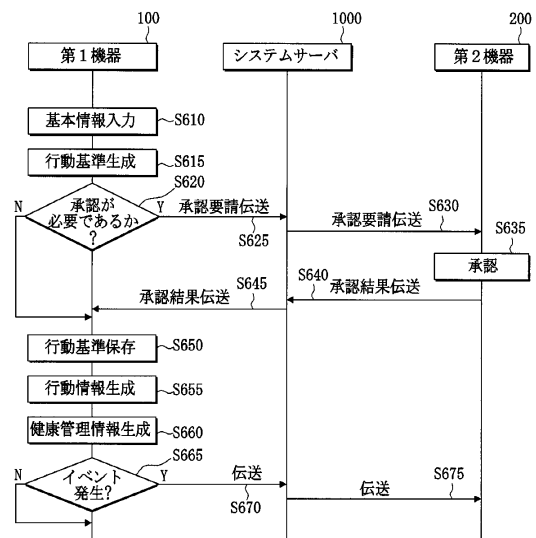 100
1000
200
第1機器
システムサーバ
第2機器
基本情報入力
S610
行動基準生成
S615
S620
N
承認が
必要であるか
?
Y
承認要請伝送
S625
承認要請伝送
S630
S635
承認
承認結果伝送
S640
承認結果伝送
S645
行動基準保存
S650
行動情報生成
S655
健康管理情報生成
S660
S665
N
イベント
発生?
Y
伝送
S670
伝送
S675